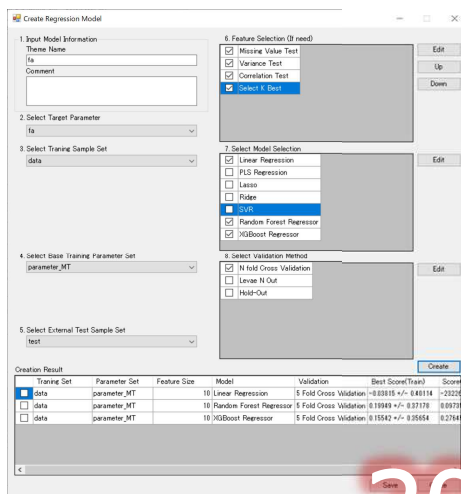 Create Regression Model
1. Input Model Information
Theme Name
fa
Comment
2. Select Target Parameter
fa
3. Select Traning Sample Set
data
4. Select Base Training Parameter Set
parameter_MT
5. Select External Test Sample Set
test
6. Feature Selection (If need)
Missing Value Test
Variance Test
Correlation Test
Select K Best
Edit
Up
Down
7. Select Model Selection
Linear Regression
PLS Regression
Lasso
Ridge
SVR
Random Forest Regressor
XGBoost Regressor
Edit
8. Select Validation Method
N fold Cross Validation
Levae N Out
Hold-Out
Edit
Create
Creation Result
Traning Set Parameter Set Feature Size Model Validation Best Score(Train)
data parameter_MT 10 Linear Regression 5 Fold Cross Validation
data parameter_MT 10 Random Forest Regressor 5 Fold Cross Validation 0.19949 +/- 0.37178
data parameter_MT 10 XGBoost Regressor 5 Fold Cross Validation 0.15542 +/- 0.35654
Save